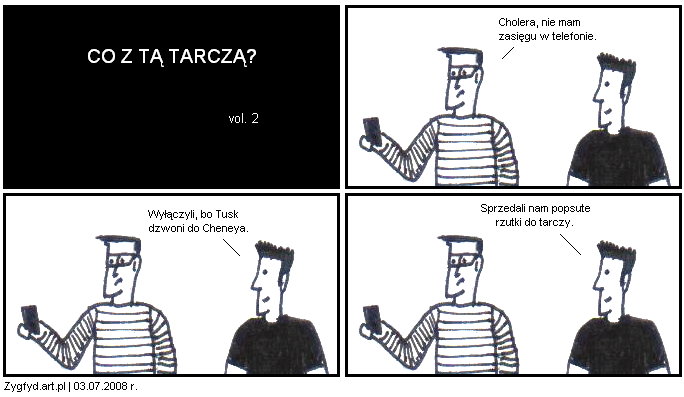 CO Z TĄ TARCZĄ?
vol. 2
Cholera, nie mam
zasięgu w telefonie.
Wyłączyli, bo Tusk
dzwoni do Cheneya.
Sprzedali nam popsute
rzutki do tarczy.
Zygfyd.art.pl | 03.07.2008 r.